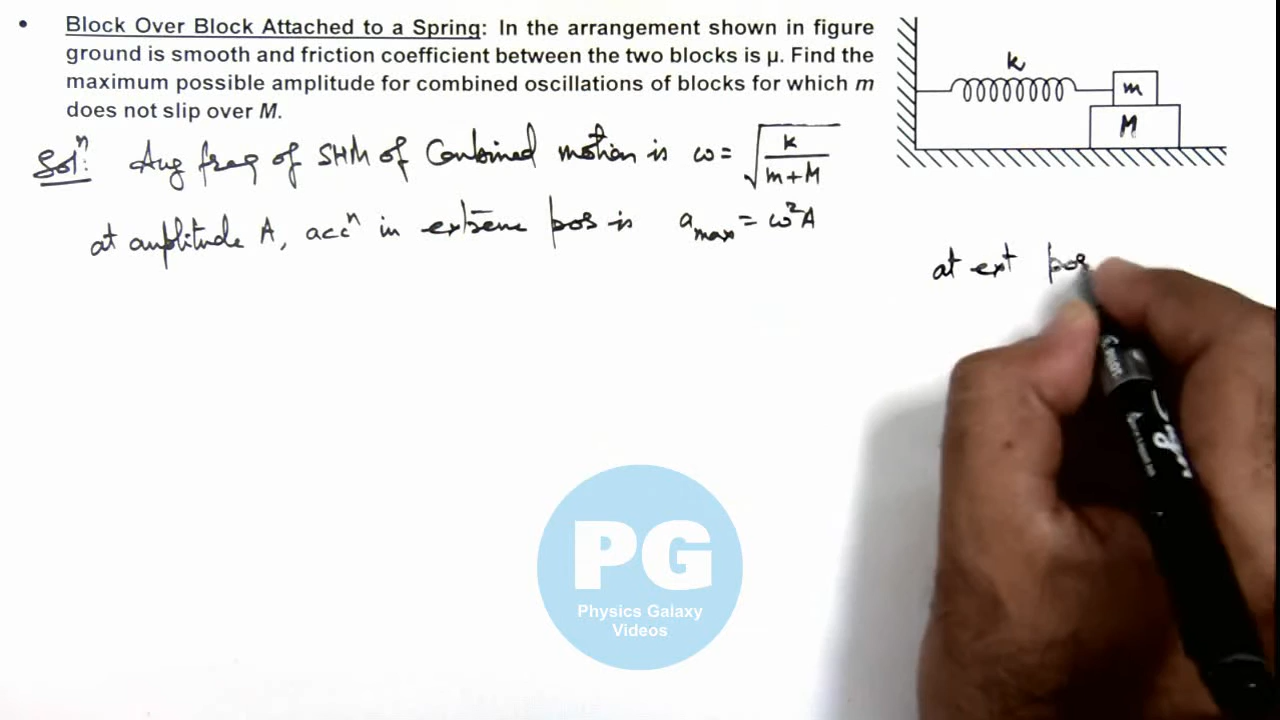 • Block Over Block Attached to a Spring: In the arrangement shown in figure
ground is smooth and friction coefficient between the two blocks is μ. Find the
maximum possible amplitude for combined oscillations of blocks for which m
does not slip over M.
k
m
M
Solⁿ: Ang freq of SHM of Combined motion is ω = √(k/(m+M))
at amplitude A, accⁿ in extreme pos is a_max = ω²A
at ext pos
PG
Physics Galaxy
Videos